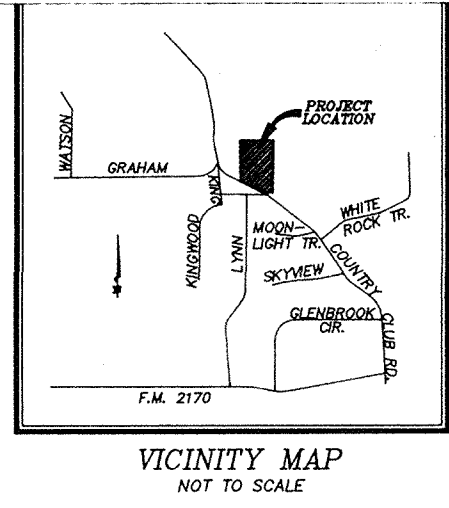 PROJECT
LOCATION
WATSON
GRAHAM
KING
KINGWOOD
LYNN
MOON-
LIGHT TR.
WHITE
ROCK TR.
SKYVIEW
COUNTRY
CLUB RD.
GLENBROOK
CIR.
F.M. 2170
VICINITY MAP
NOT TO SCALE